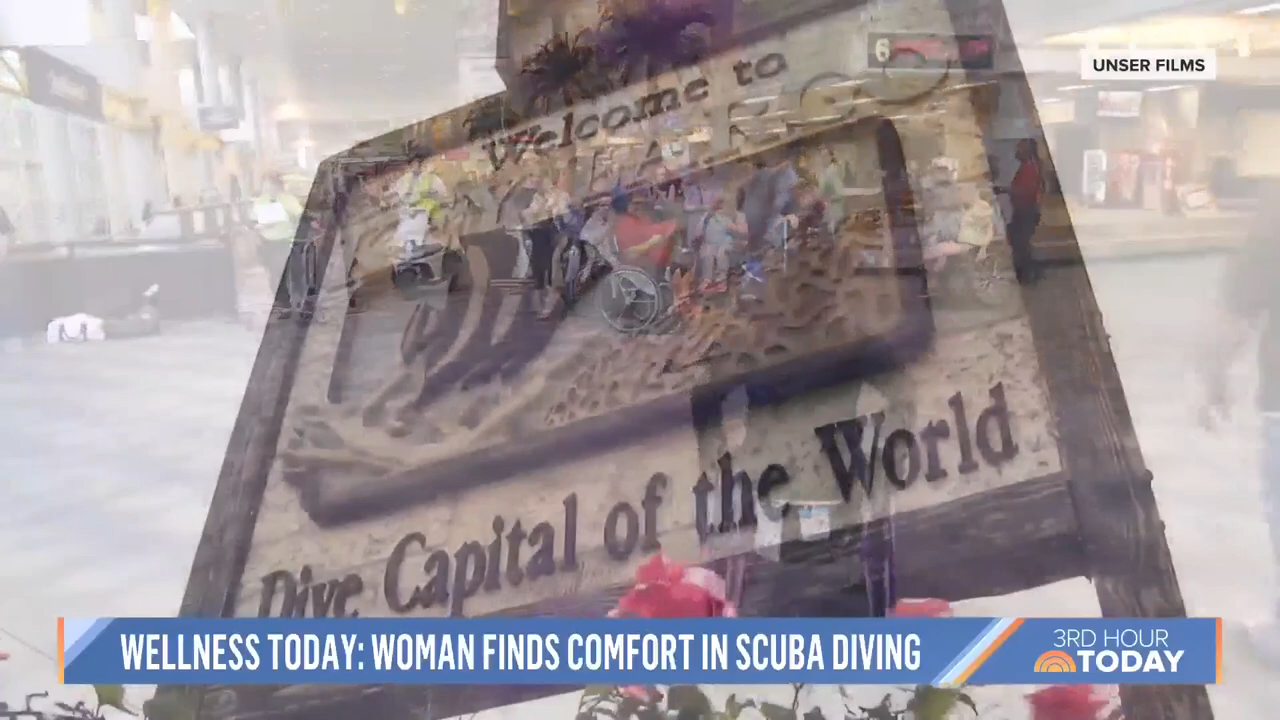 6
UNSER FILMS
Welcome to
Dive Capital of the World
WELLNESS TODAY: WOMAN FINDS COMFORT IN SCUBA DIVING
3RD HOUR
TODAY